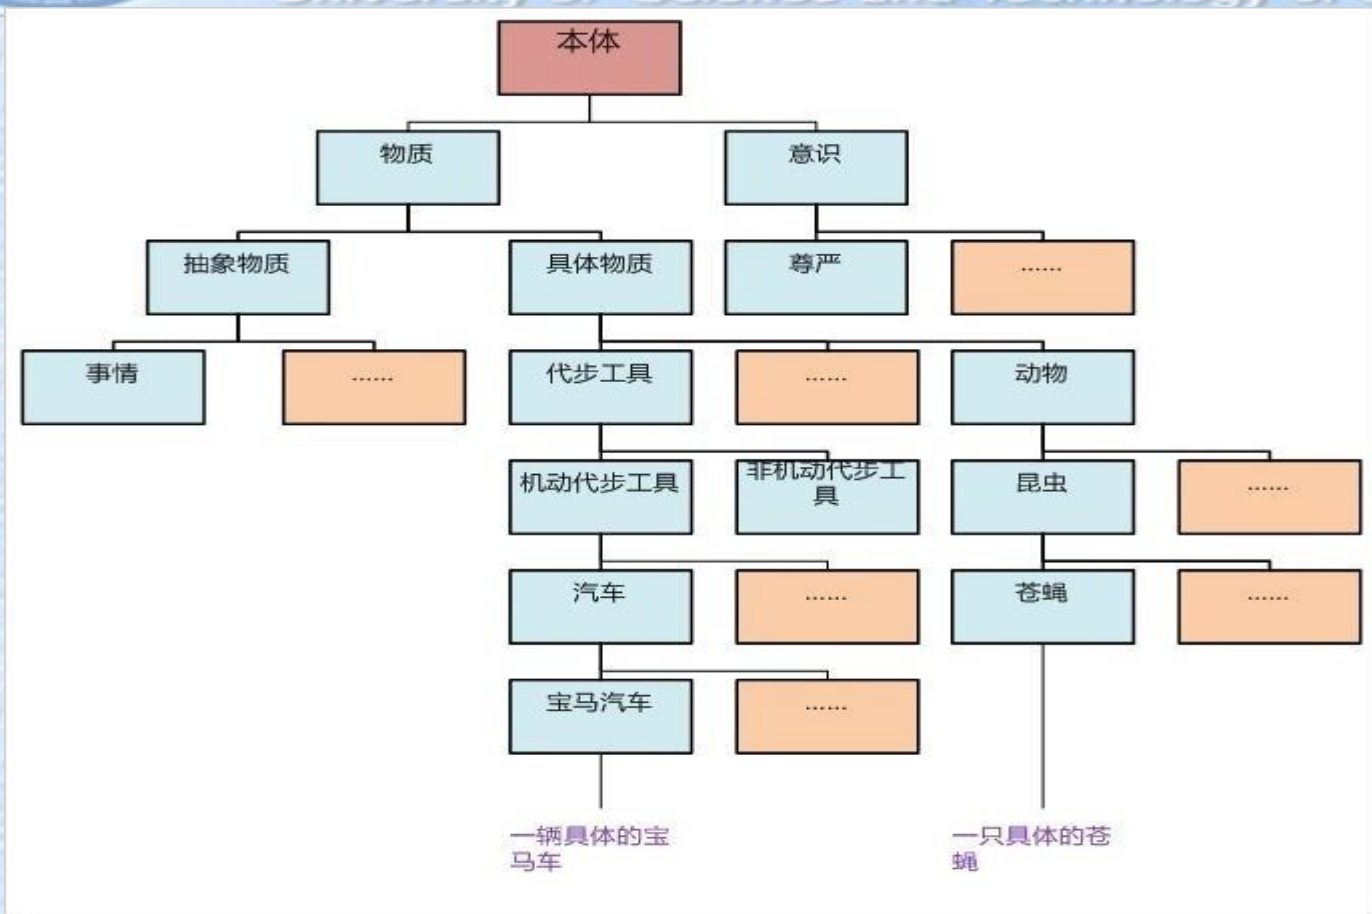 本体
物质
意识
抽象物质
具体物质
尊严
……
事情
……
代步工具
……
动物
机动代步工具
非机动代步工
具
昆虫
……
汽车
……
苍蝇
……
宝马汽车
……
一辆具体的宝
马车
一只具体的苍
蝇